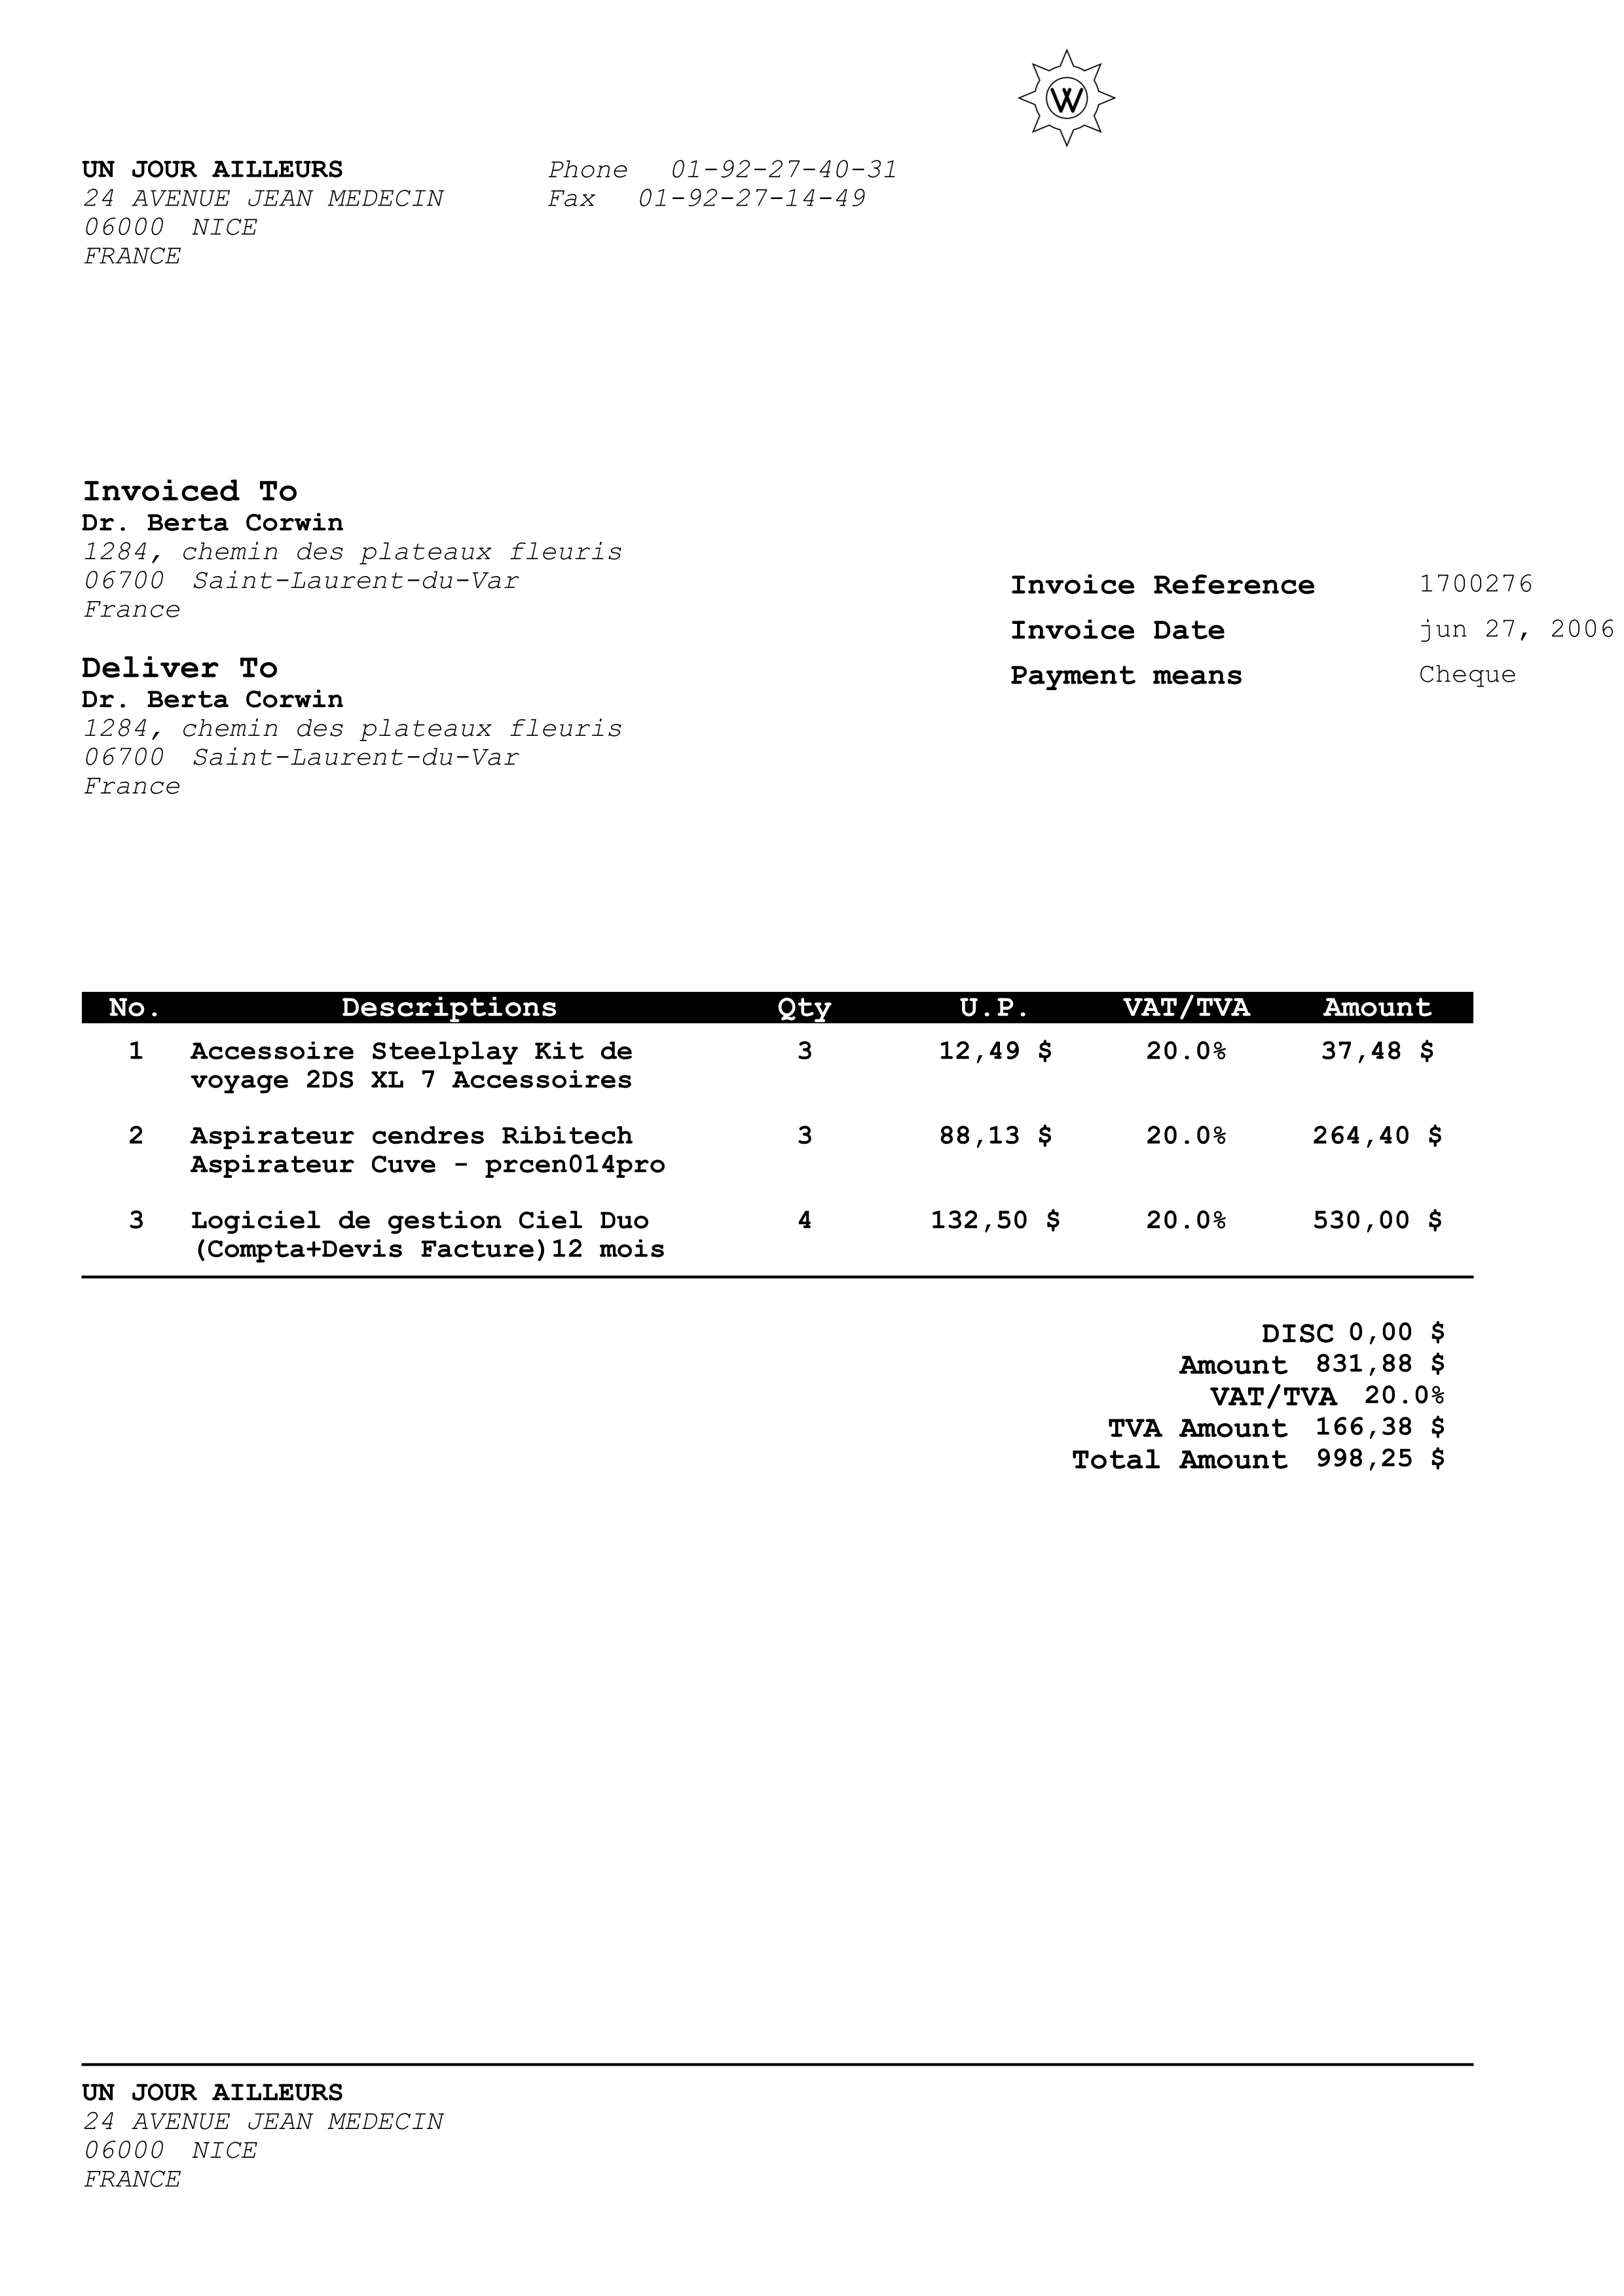 W
UN JOUR AILLEURS Phone 01-92-27-40-31
24 AVENUE JEAN MEDECIN Fax 01-92-27-14-49
06000 NICE
FRANCE
Invoiced To
Dr. Berta Corwin
1284, chemin des plateaux fleuris
06700 Saint-Laurent-du-Var
France
Invoice Reference 1700276
Invoice Date jun 27, 2006
Payment means Cheque
Deliver To
Dr. Berta Corwin
1284, chemin des plateaux fleuris
06700 Saint-Laurent-du-Var
France
No. Descriptions Qty U.P. VAT/TVA Amount
1 Accessoire Steelplay Kit de 3 12,49 $ 20.0% 37,48 $
voyage 2DS XL 7 Accessoires
2 Aspirateur cendres Ribitech 3 88,13 $ 20.0% 264,40 $
Aspirateur Cuve - prcen014pro
3 Logiciel de gestion Ciel Duo 4 132,50 $ 20.0% 530,00 $
(Compta+Devis Facture)12 mois
DISC 0,00 $
Amount 831,88 $
VAT/TVA 20.0%
TVA Amount 166,38 $
Total Amount 998,25 $
UN JOUR AILLEURS
24 AVENUE JEAN MEDECIN
06000 NICE
FRANCE